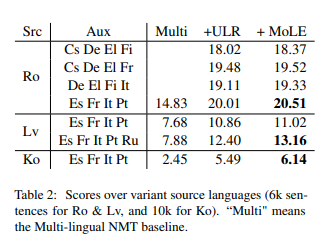 Src Aux Multi +ULR + MoLE
Cs De El Fi 18.02 18.37
Cs De El Fr 19.48 19.52
Ro
De El Fi It 19.11 19.33
Es Fr It Pt 14.83 20.01 20.51
Lv Es Fr It Pt 7.68 10.86 11.02
Es Fr It Pt Ru 7.88 12.40 13.16
Ko Es Fr It Pt 2.45 5.49 6.14
Table 2: Scores over variant source languages (6k sen-
tences for Ro & Lv, and 10k for Ko). “Multi" means
the Multi-lingual NMT baseline.